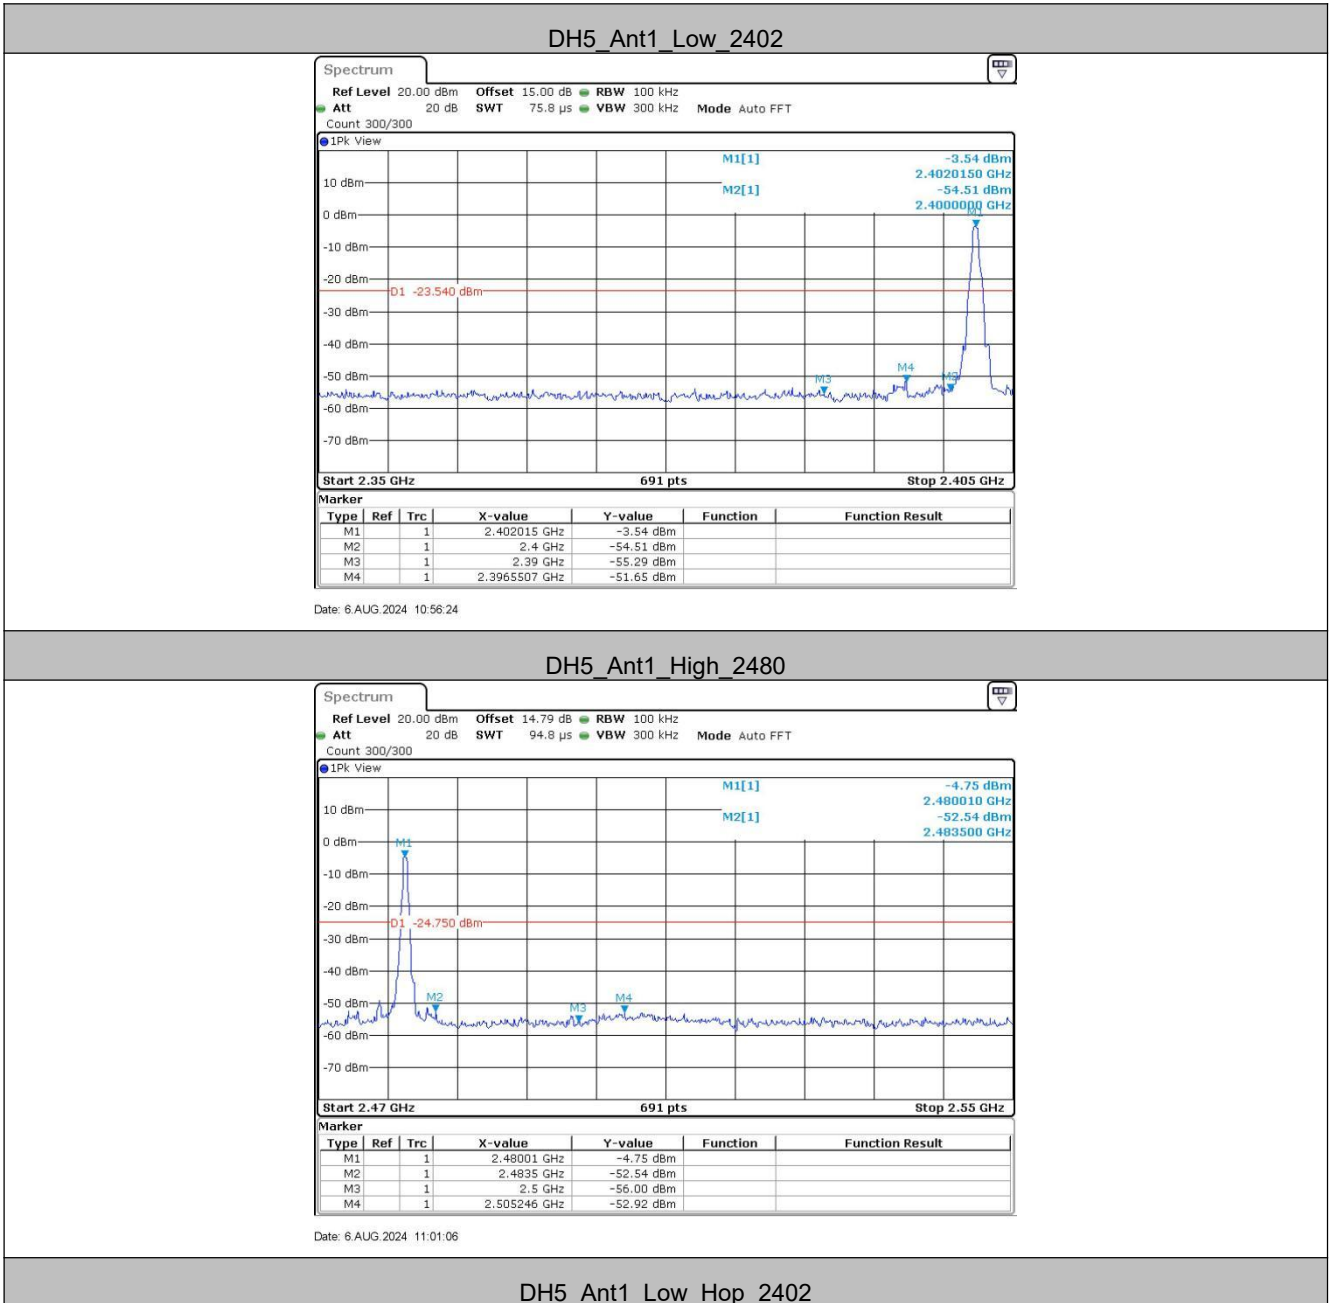 DH5_Ant1_Low_2402
Spectrum
Ref Level 20.00 dBm Offset 15.00 dB RBW 100 kHz
Att 20 dB SWT 75.8 µs VBW 300 kHz Mode Auto FFT
Count 300/300
1Pk View
M1[1] -3.54 dBm
2.4020150 GHz
10 dBm
M2[1] -54.51 dBm
2.4000000 GHz
M1
0 dBm
-10 dBm
-20 dBm
D1 -23.540 dBm
-30 dBm
-40 dBm
M4
-50 dBm
M3
M2
-60 dBm
-70 dBm
Start 2.35 GHz 691 pts Stop 2.405 GHz
Marker
Type Ref Trc X-value Y-value Function Function Result
M1 1 2.402015 GHz -3.54 dBm
M2 1 2.4 GHz -54.51 dBm
M3 1 2.39 GHz -55.29 dBm
M4 1 2.3965507 GHz -51.65 dBm
Date: 6.AUG.2024 10:56:24
DH5_Ant1_High_2480
Spectrum
Ref Level 20.00 dBm Offset 14.79 dB RBW 100 kHz
Att 20 dB SWT 94.8 µs VBW 300 kHz Mode Auto FFT
Count 300/300
1Pk View
M1[1] -4.75 dBm
2.480010 GHz
10 dBm
M2[1] -52.54 dBm
2.483500 GHz
0 dBm
M1
-10 dBm
-20 dBm
D1 -24.750 dBm
-30 dBm
-40 dBm
-50 dBm
M2
M3
M4
-60 dBm
-70 dBm
Start 2.47 GHz 691 pts Stop 2.55 GHz
Marker
Type Ref Trc X-value Y-value Function Function Result
M1 1 2.48001 GHz -4.75 dBm
M2 1 2.4835 GHz -52.54 dBm
M3 1 2.5 GHz -56.00 dBm
M4 1 2.505246 GHz -52.92 dBm
Date: 6.AUG.2024 11:01:06
DH5_Ant1_Low_Hop_2402